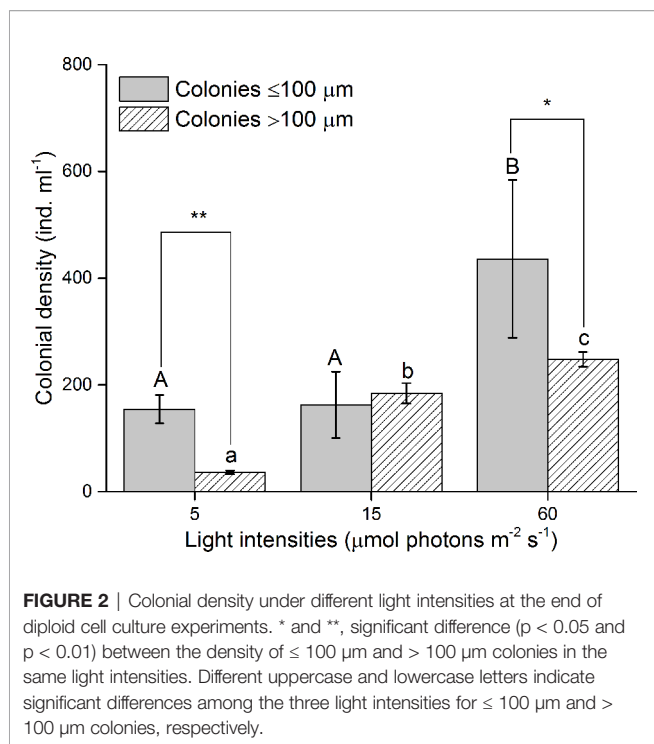 800
Colonies ≤100 μm
Colonies >100 μm
*
B
600
**
400
c
A
A
b
200
a
0
5
15
60
Colonial density (ind. ml⁻¹)
Light intensities (μmol photons m⁻² s⁻¹)
FIGURE 2 | Colonial density under different light intensities at the end of
diploid cell culture experiments. * and **, significant difference (p < 0.05 and
p < 0.01) between the density of ≤ 100 μm and > 100 μm colonies in the
same light intensities. Different uppercase and lowercase letters indicate
significant differences among the three light intensities for ≤ 100 μm and >
100 μm colonies, respectively.